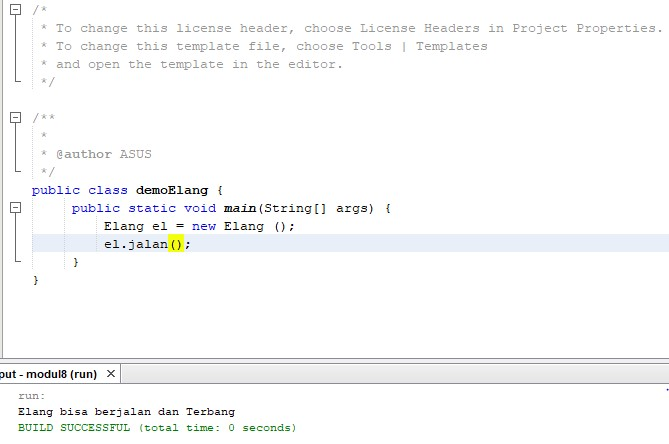 /*
* To change this license header, choose License Headers in Project Properties.
* To change this template file, choose Tools | Templates
* and open the template in the editor.
*/
/**
*
* @author ASUS
*/
public class demoElang {
public static void main(String[] args) {
Elang el = new Elang ();
el.jalan();
}
}
put - modul8 (run) ×
run:
Elang bisa berjalan dan Terbang
BUILD SUCCESSFUL (total time: 0 seconds)